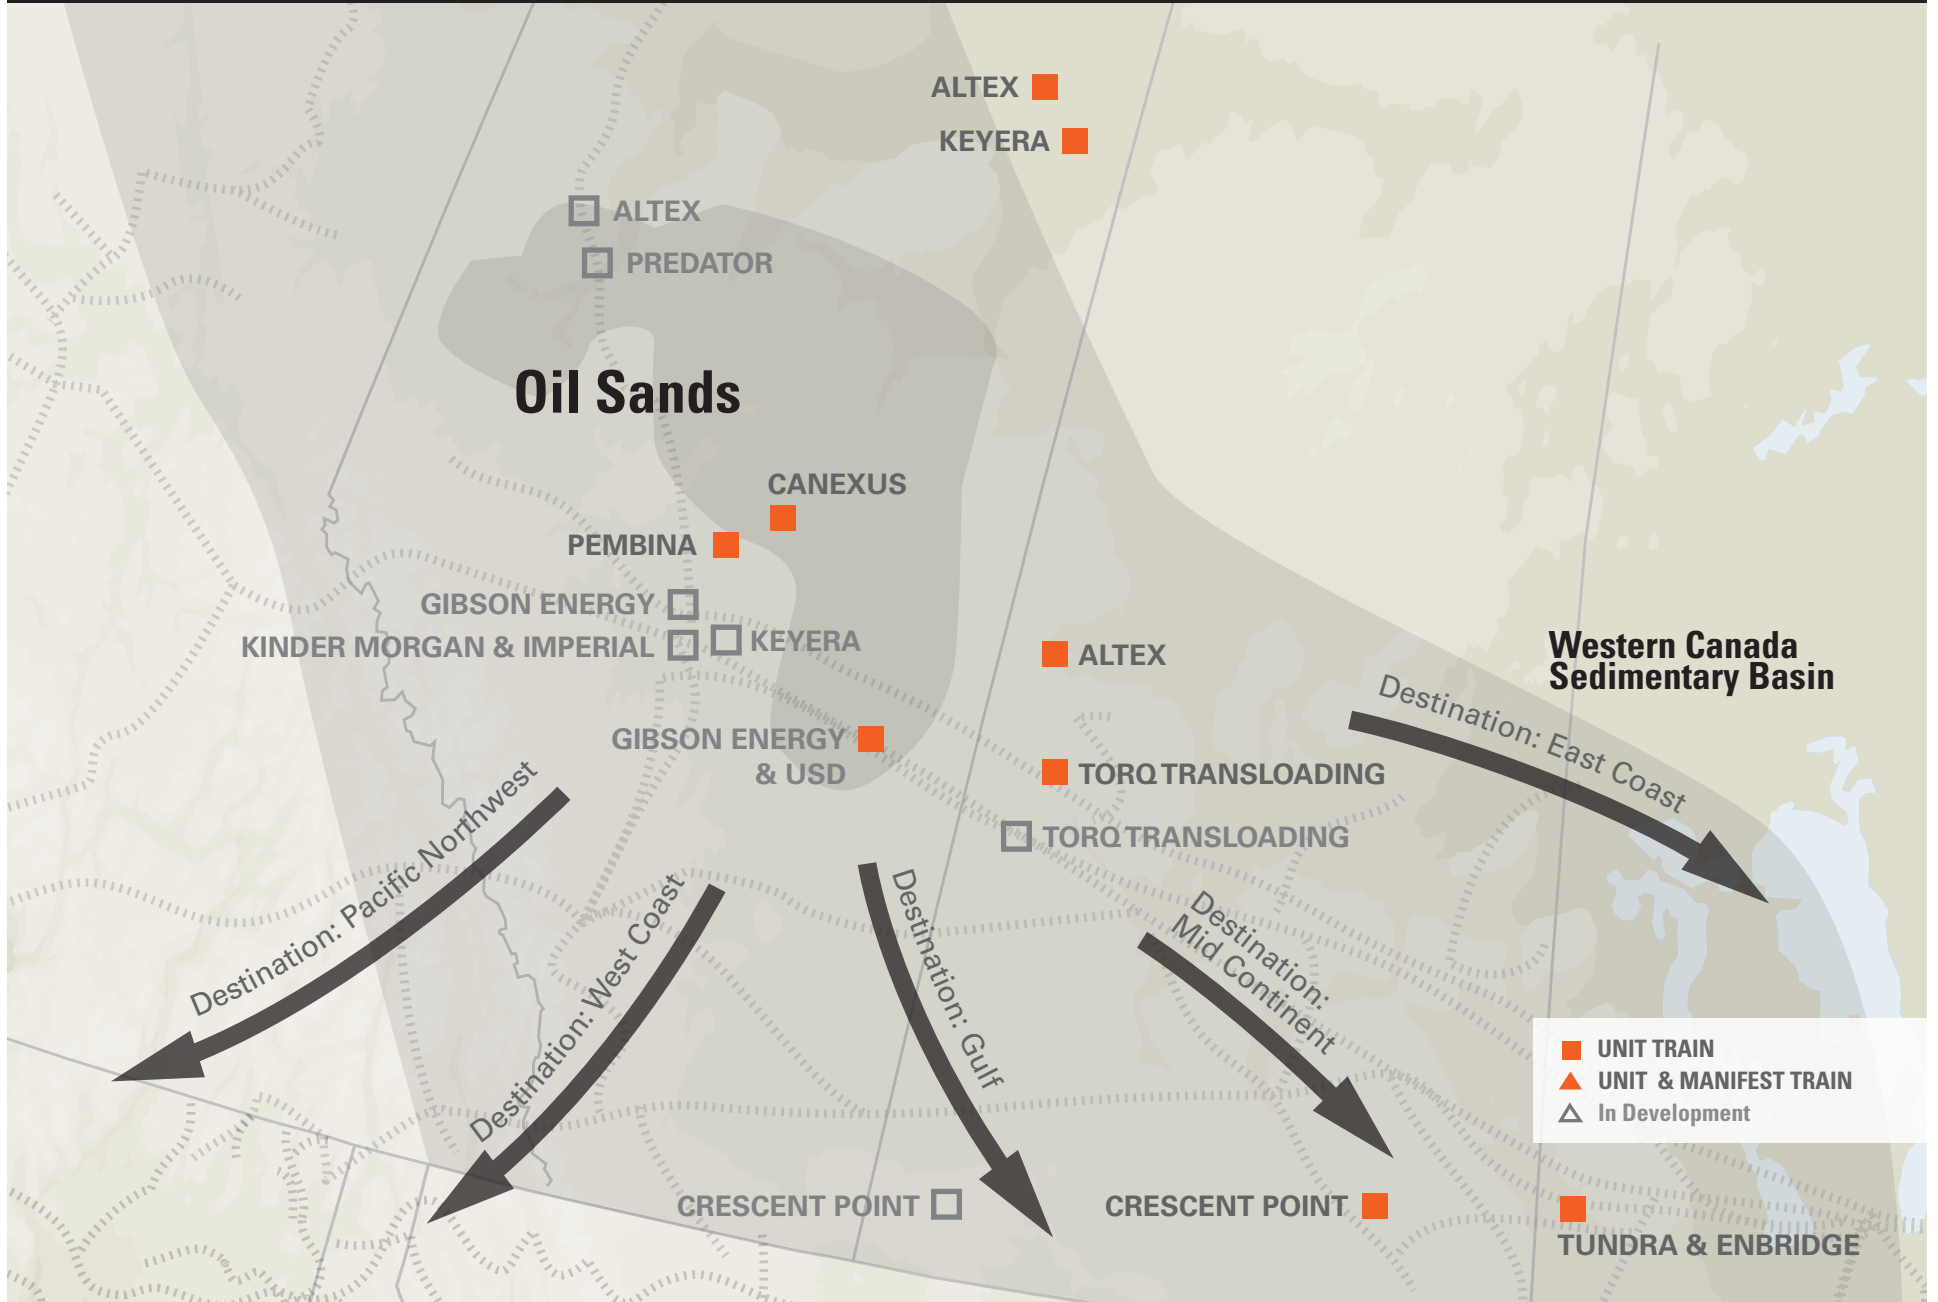 ALTEX
KEYERA
ALTEX
PREDATOR
Oil Sands
CANEXUS
PEMBINA
GIBSON ENERGY
KINDER MORGAN & IMPERIAL
KEYERA
ALTEX
Western Canada
Sedimentary Basin
GIBSON ENERGY
& USD
TORQ TRANSLOADING
TORQ TRANSLOADING
Destination: East Coast
Destination: Pacific Northwest
Destination: West Coast
Destination: Gulf
Destination:
Mid Continent
UNIT TRAIN
UNIT & MANIFEST TRAIN
In Development
CRESCENT POINT
CRESCENT POINT
TUNDRA & ENBRIDGE